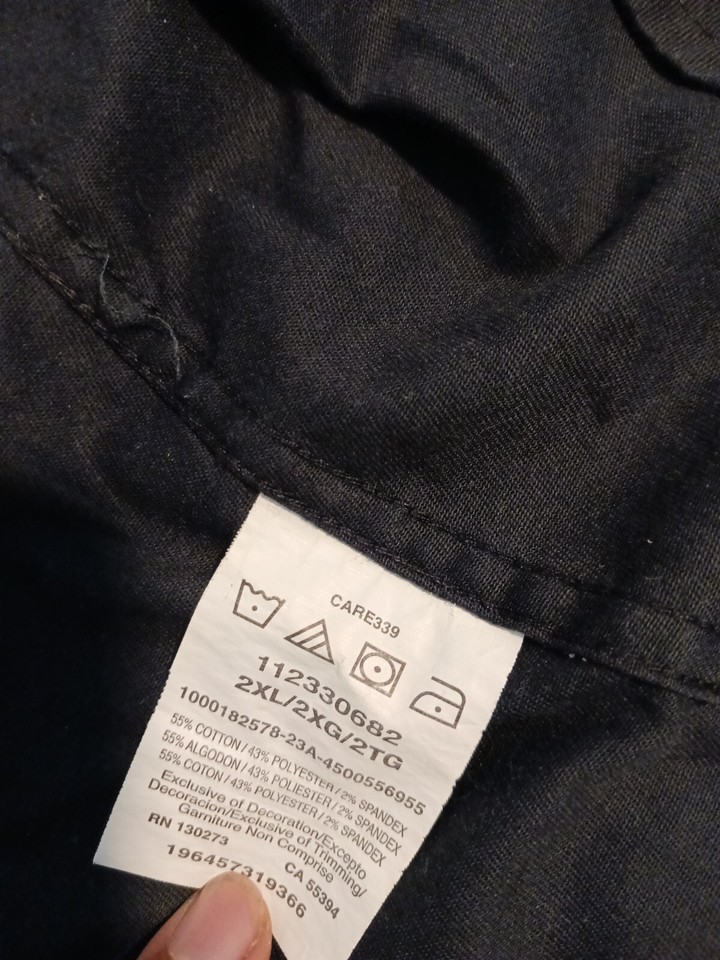 CARE339
112330682
2XL/2XG/2TG
1000182578-23A-4500556955
55% COTTON / 43% POLYESTER / 2% SPANDEX
55% ALGODON / 43% POLIESTER / 2% SPANDEX
55% COTON / 43% POLYESTER / 2% SPANDEX
Exclusive of Decoration/Excepto
Decoracion/Exclusive of Trimming/
Garniture Non Comprise
RN 130273 CA 55394
196457319366